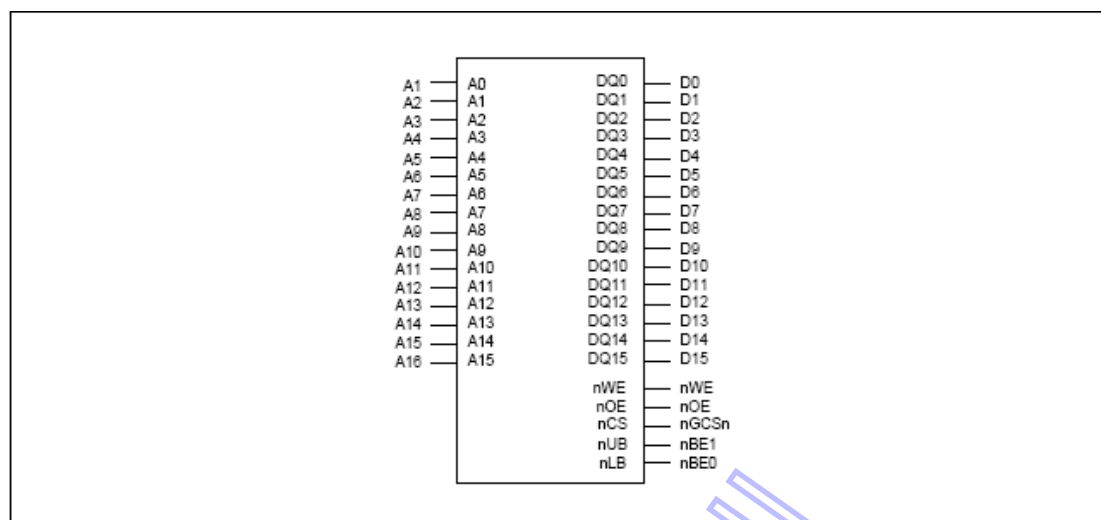 A1 A0 DQ0 D0
A2 A1 DQ1 D1
A3 A2 DQ2 D2
A4 A3 DQ3 D3
A5 A4 DQ4 D4
A6 A5 DQ5 D5
A7 A6 DQ6 D6
A8 A7 DQ7 D7
A9 A8 DQ8 D8
A10 A9 DQ9 D9
A11 A10 DQ10 D10
A12 A11 DQ11 D11
A13 A12 DQ12 D12
A14 A13 DQ13 D13
A15 A14 DQ14 D14
A16 A15 DQ15 D15
nWE nWE
nOE nOE
nCS nGCSn
nUB nBE1
nLB nBE0